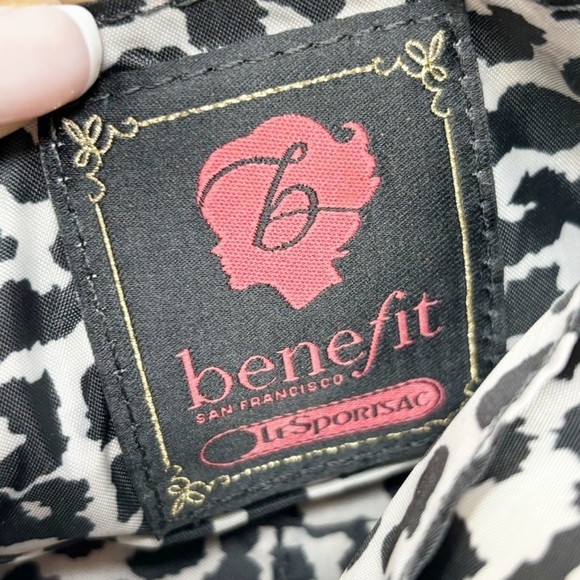 b
benefit
SAN FRANCISCO
LeSportsac